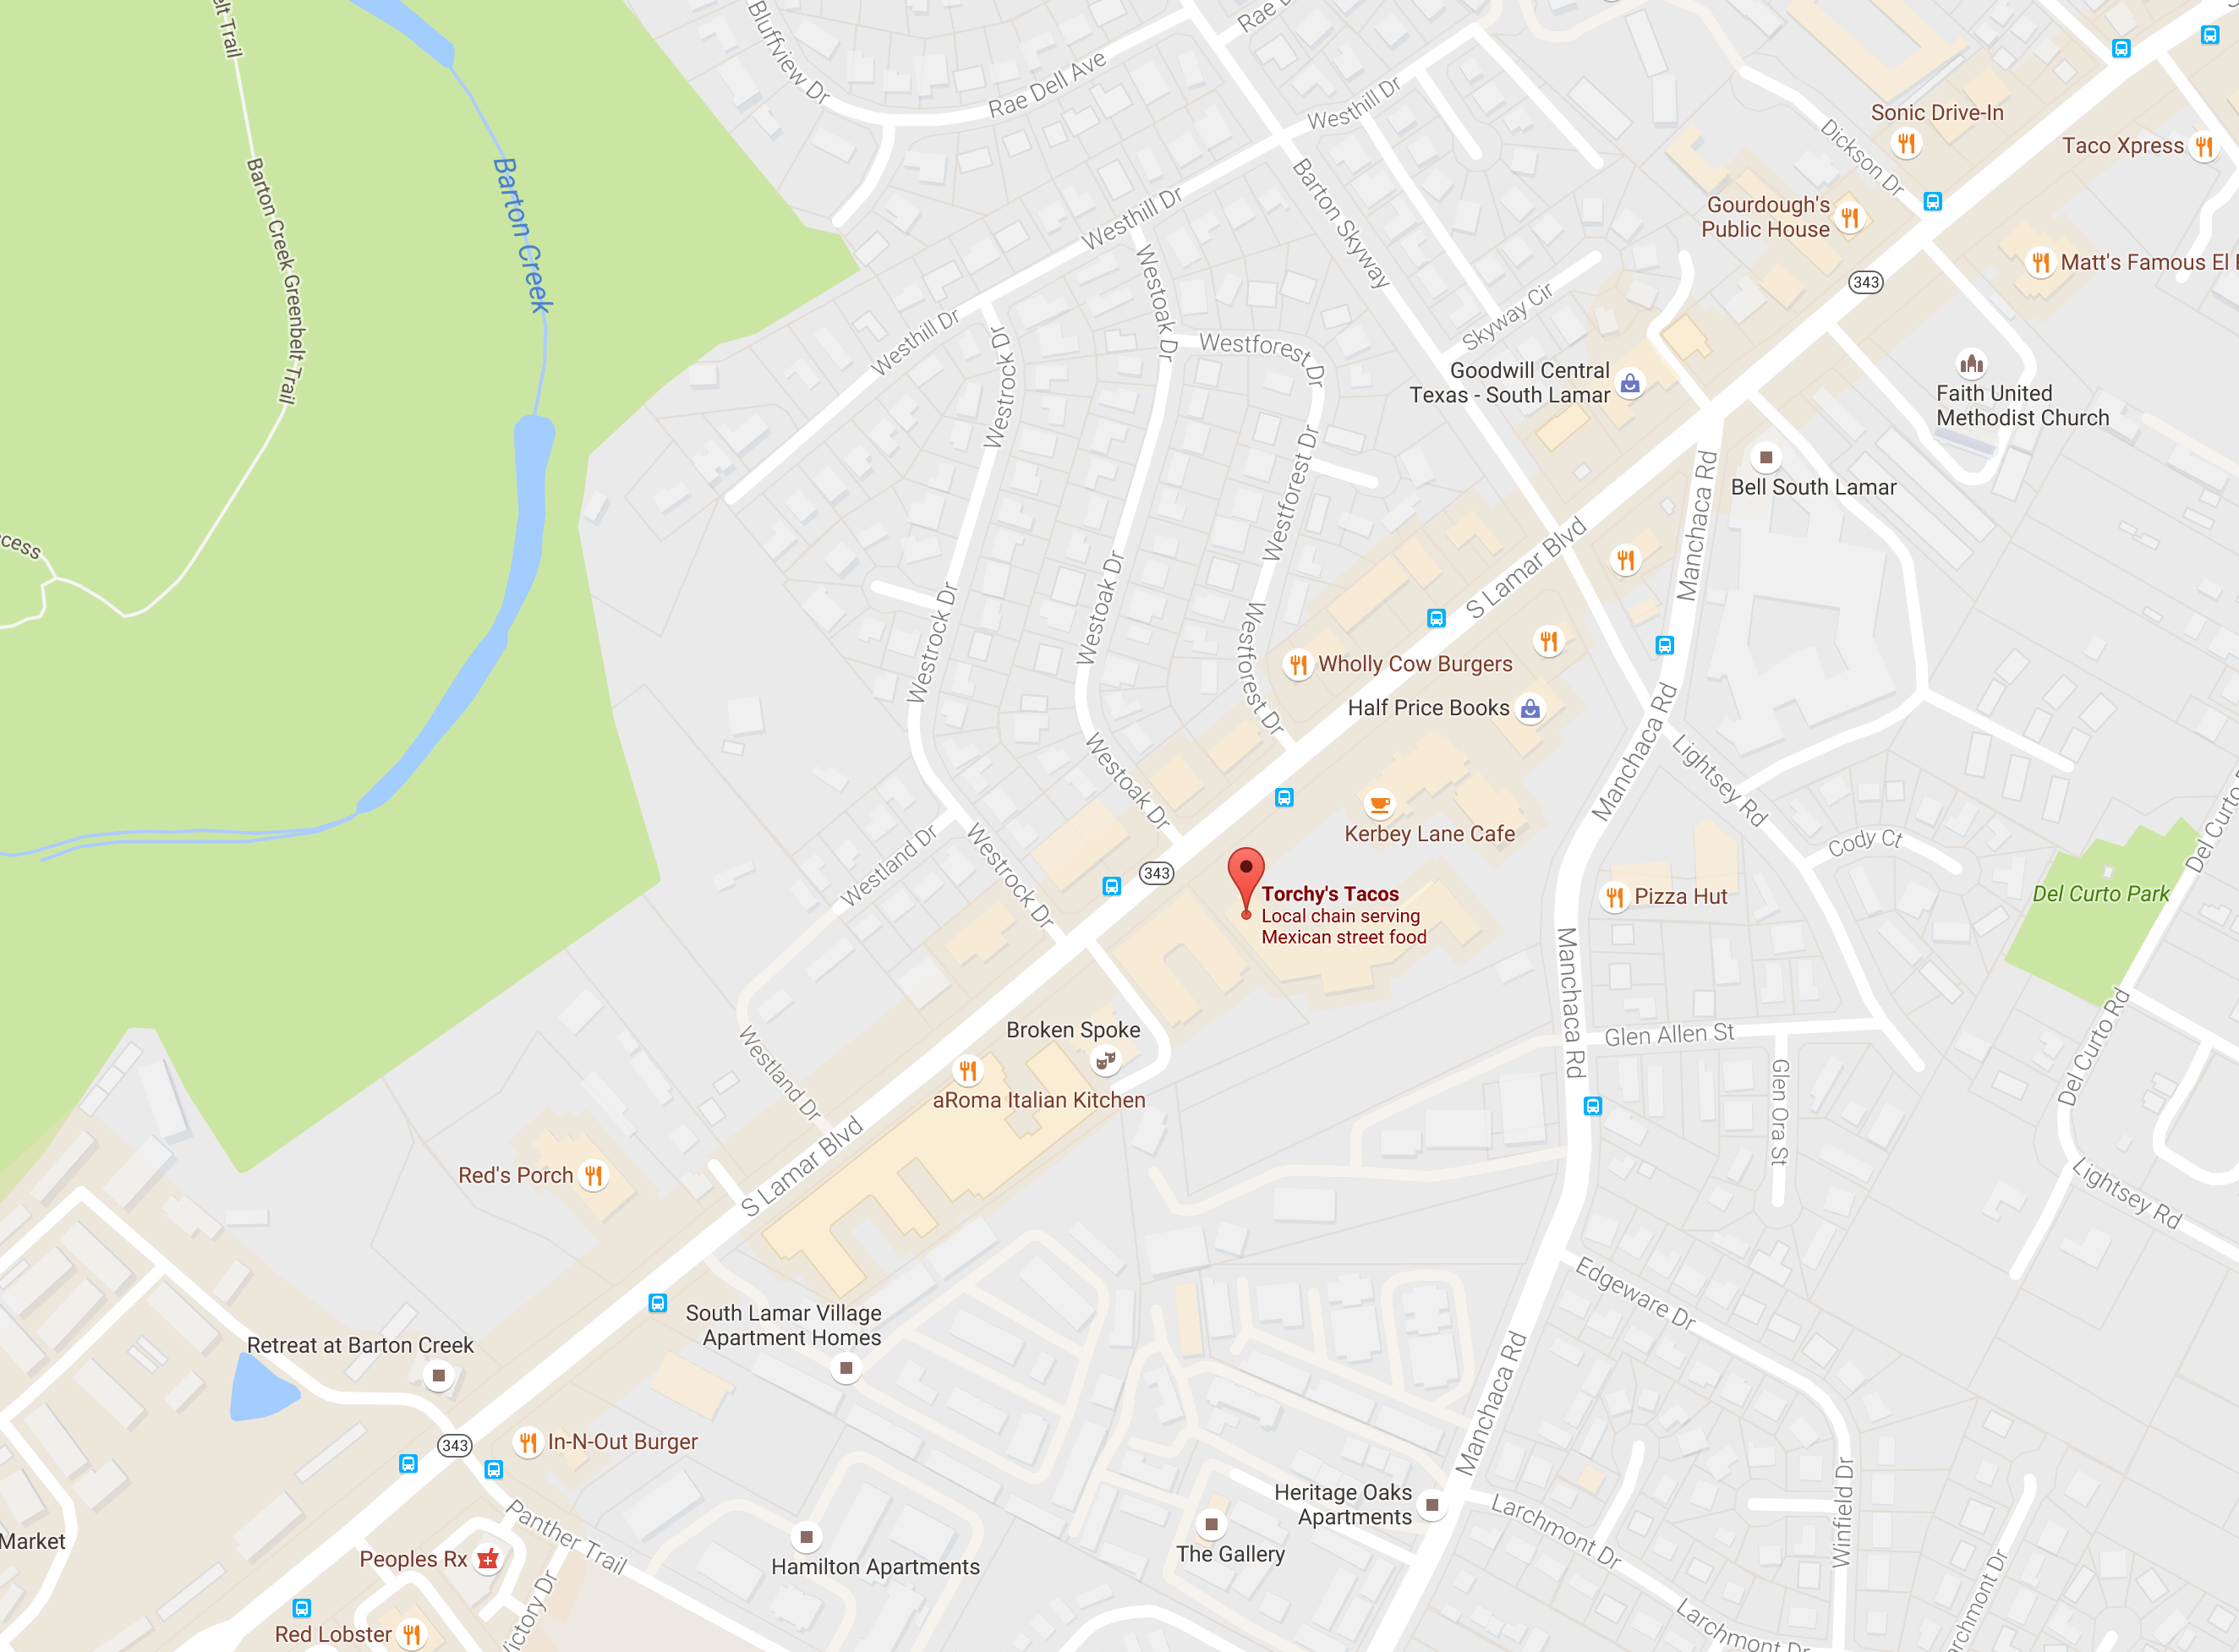 elt Trail
Bluffview Dr
Rae Dell Ave
Rae
Westhill Dr
Barton Creek Greenbelt Trail
Barton Creek
Sonic Drive-In
Taco Xpress
Dickson Dr
Gourdough's
Public House
Matt's Famous El
343
Westhill Dr
Barton Skyway
Westoak Dr
Westhill Dr
Westrock Dr
Westforest Dr
Skyway Cir
Goodwill Central
Texas - South Lamar
Faith United
Methodist Church
Bell South Lamar
Manchaca Rd
Westforest Dr
S Lamar Blvd
cess
Westrock Dr
Westoak Dr
Westforest Dr
Wholly Cow Burgers
Half Price Books
Manchaca Rd
Lightsey Rd
Westoak Dr
Kerbey Lane Cafe
Cody Ct
Del Curto
Westland Dr
Westrock Dr
343
Torchy's Tacos
Local chain serving
Mexican street food
Pizza Hut
Del Curto Park
Manchaca Rd
Broken Spoke
Glen Allen St
Del Curto Rd
Westland Dr
aRoma Italian Kitchen
Glen Ora St
Red's Porch
S Lamar Blvd
Lightsey Rd
Edgeware Dr
South Lamar Village
Apartment Homes
Retreat at Barton Creek
Manchaca Rd
343
In-N-Out Burger
Heritage Oaks
Apartments
Winfield Dr
Larchmont Dr
Panther Trail
Market
Peoples Rx
Hamilton Apartments
The Gallery
Victory Dr
Red Lobster
Larchmont Dr
archmont Dr